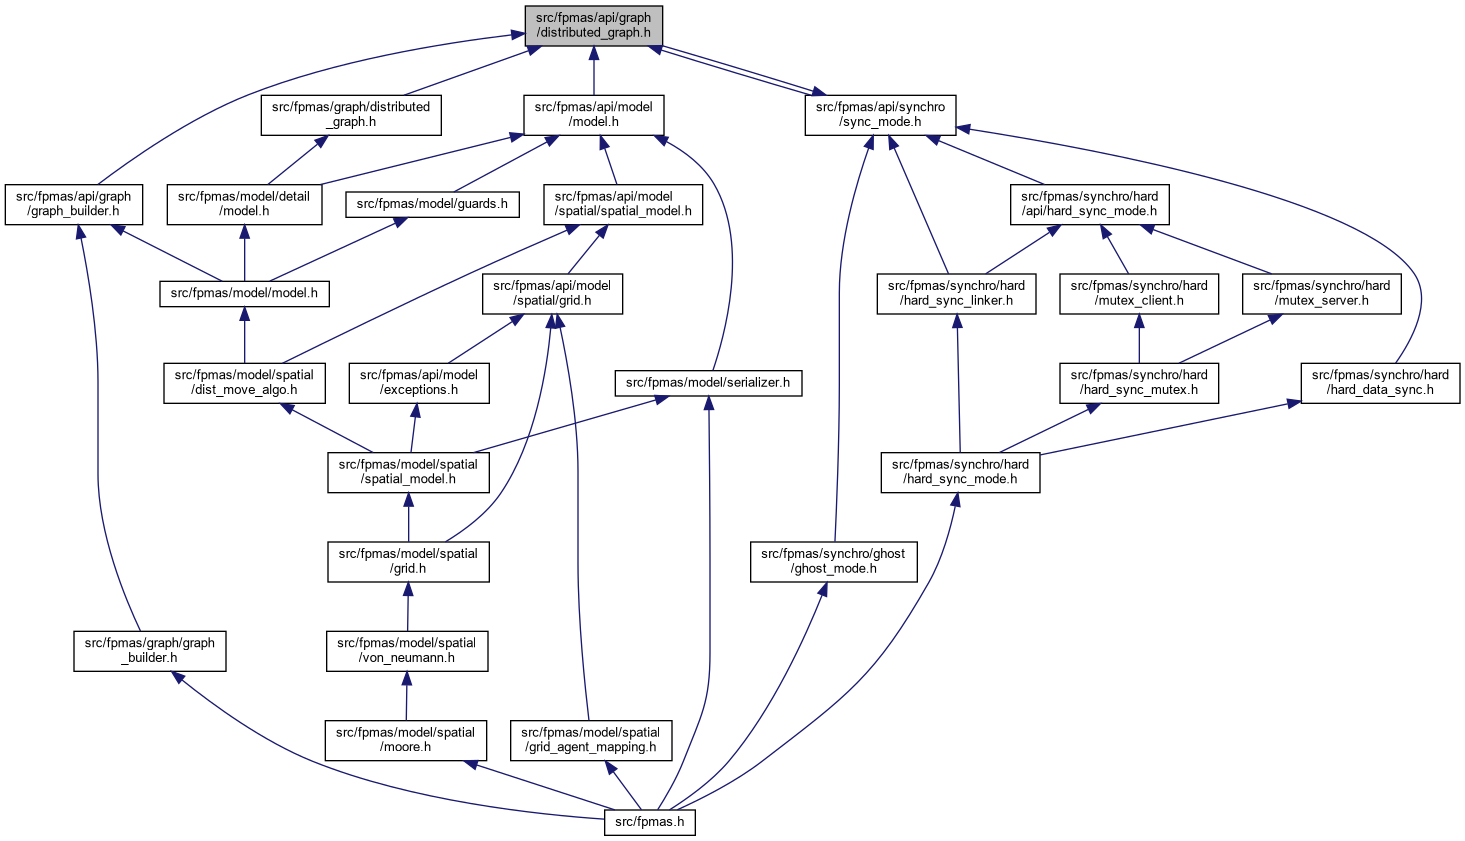 src/fpmas/api/graph
/distributed_graph.h
src/fpmas/graph/distributed
_graph.h
src/fpmas/api/model
/model.h
src/fpmas/api/synchro
/sync_mode.h
src/fpmas/api/graph
/graph_builder.h
src/fpmas/model/detail
/model.h
src/fpmas/model/guards.h
src/fpmas/api/model
/spatial/spatial_model.h
src/fpmas/synchro/hard
/api/hard_sync_mode.h
src/fpmas/model/model.h
src/fpmas/api/model
/spatial/grid.h
src/fpmas/synchro/hard
/hard_sync_linker.h
src/fpmas/synchro/hard
/mutex_client.h
src/fpmas/synchro/hard
/mutex_server.h
src/fpmas/model/spatial
/dist_move_algo.h
src/fpmas/api/model
/exceptions.h
src/fpmas/model/serializer.h
src/fpmas/synchro/hard
/hard_sync_mutex.h
src/fpmas/synchro/hard
/hard_data_sync.h
src/fpmas/model/spatial
/spatial_model.h
src/fpmas/synchro/hard
/hard_sync_mode.h
src/fpmas/model/spatial
/grid.h
src/fpmas/synchro/ghost
/ghost_mode.h
src/fpmas/graph/graph
_builder.h
src/fpmas/model/spatial
/von_neumann.h
src/fpmas/model/spatial
/moore.h
src/fpmas/model/spatial
/grid_agent_mapping.h
src/fpmas.h